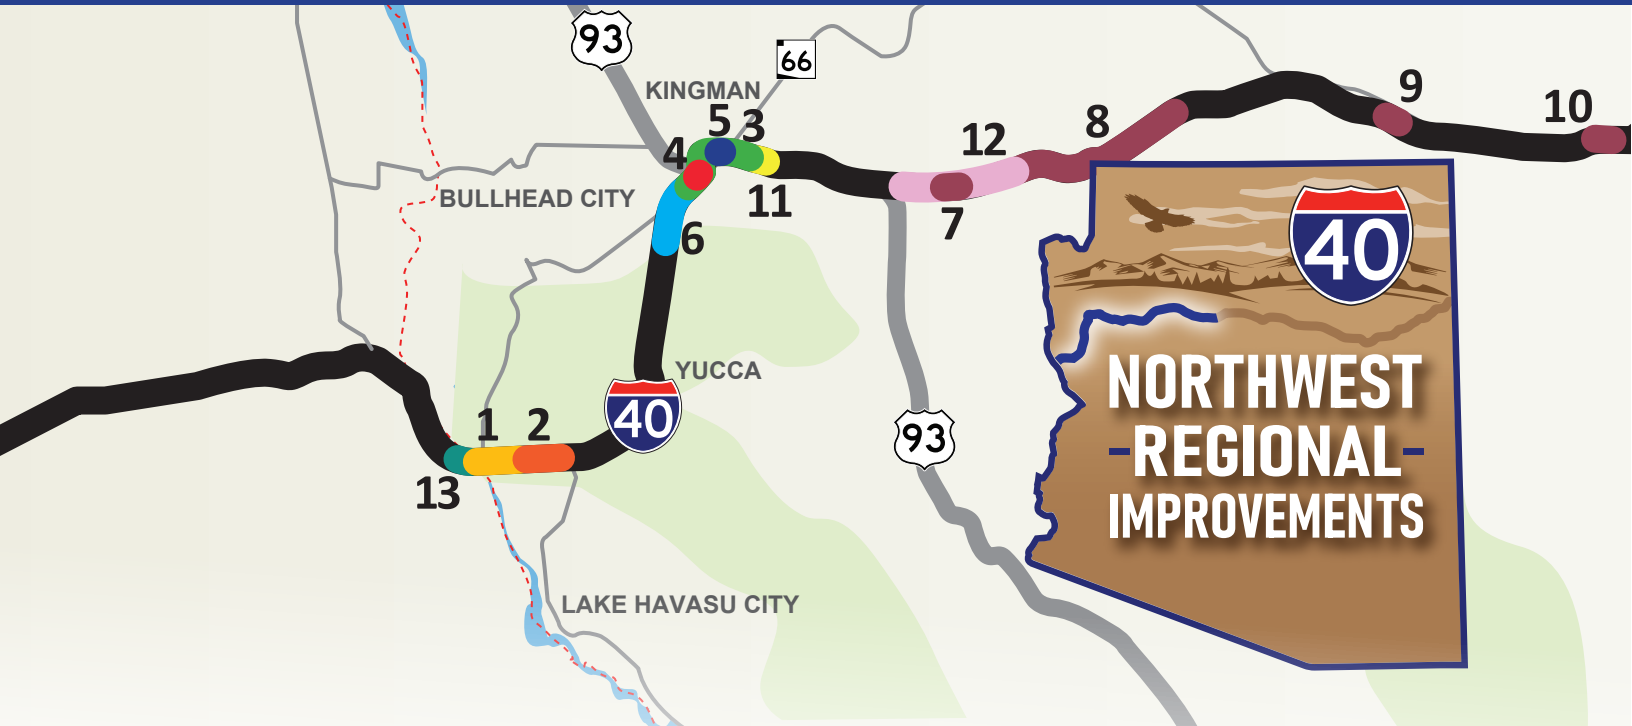 93
66
KINGMAN
5
3
4
9
10
8
12
BULLHEAD CITY
11
7
6
40
NORTHWEST
REGIONAL
IMPROVEMENTS
YUCCA
40
93
1
2
13
LAKE HAVASU CITY